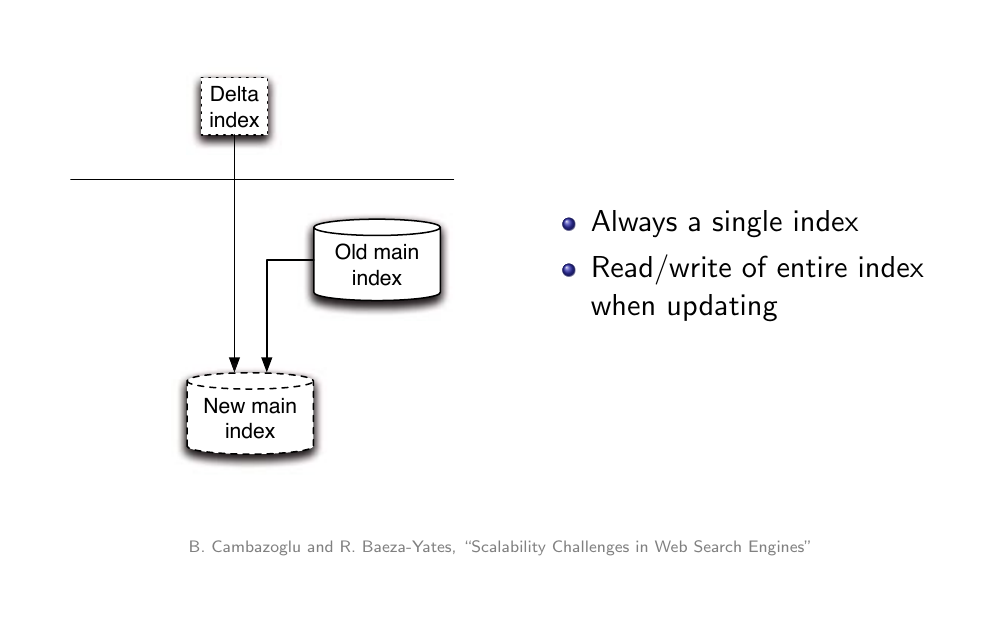 Delta
index
Old main
index
New main
index
Always a single index
Read/write of entire index
when updating
B. Cambazoglu and R. Baeza-Yates, “Scalability Challenges in Web Search Engines”